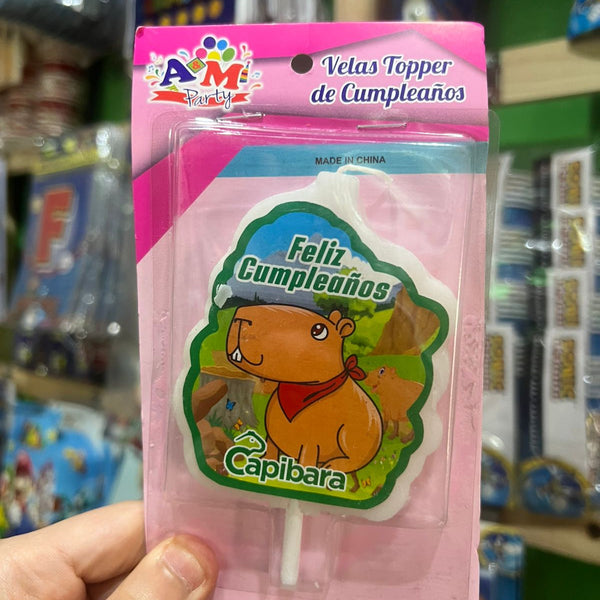 AM
Party
Velas Topper
de Cumpleaños
MADE IN CHINA
Feliz
Cumpleaños
Capibara
F